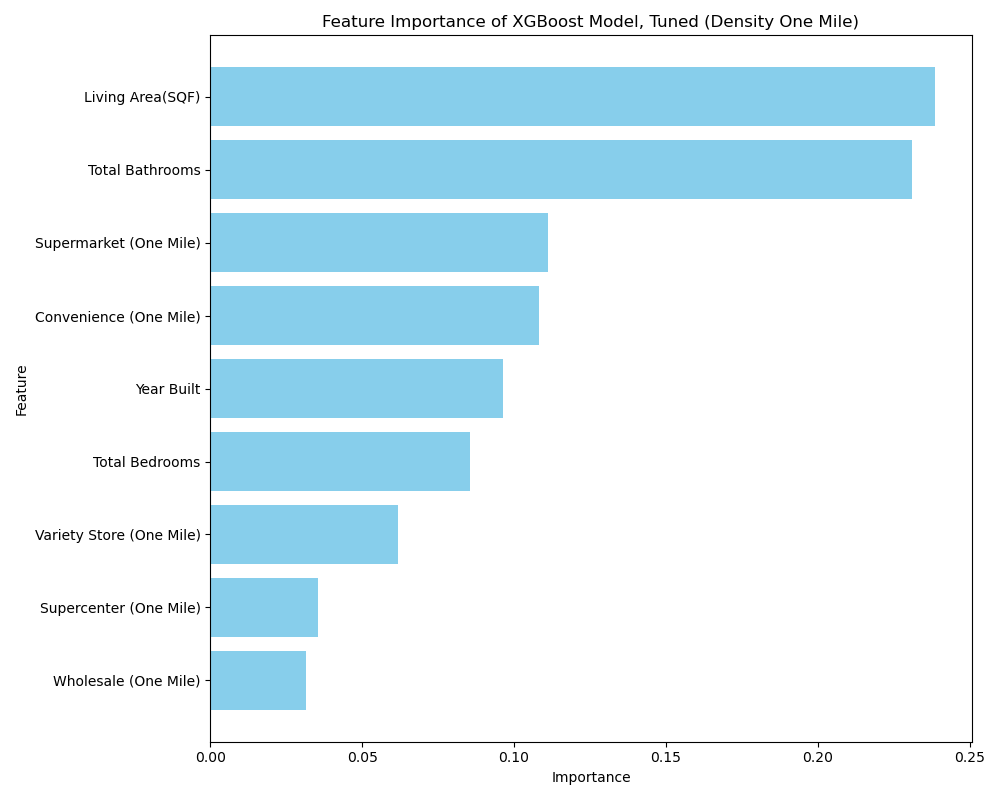 Feature Importance of XGBoost Model, Tuned (Density One Mile)
Living Area(SQF)
Total Bathrooms
Supermarket (One Mile)
Convenience (One Mile)
Year Built
Total Bedrooms
Variety Store (One Mile)
Supercenter (One Mile)
Wholesale (One Mile)
Feature
0.00 0.05 0.10 0.15 0.20 0.25
Importance